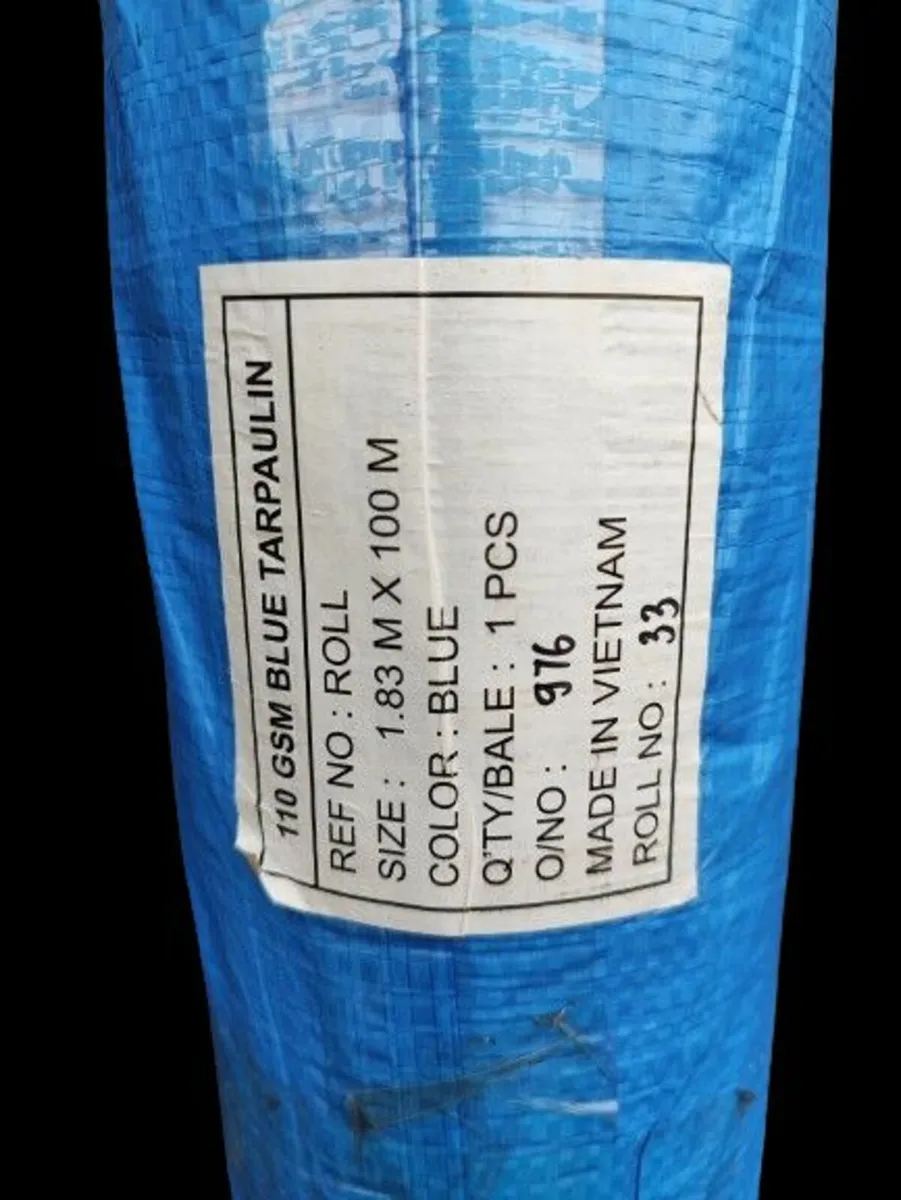 110 GSM BLUE TARPAULIN
REF NO : ROLL
SIZE : 1.83 M X 100 M
COLOR : BLUE
Q'TY/BALE : 1 PCS
O/NO : 976
MADE IN VIETNAM
ROLL NO : 33